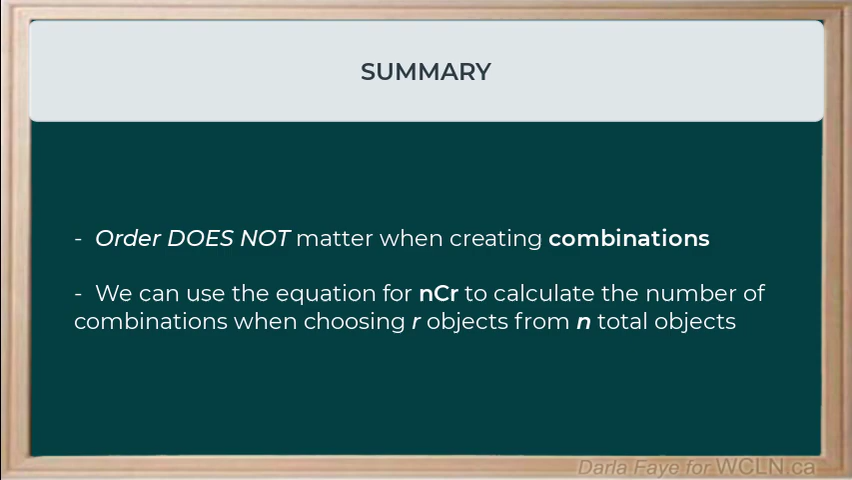 SUMMARY
- Order DOES NOT matter when creating combinations
- We can use the equation for nCr to calculate the number of
combinations when choosing r objects from n total objects
Darla Faye for WCLN.ca